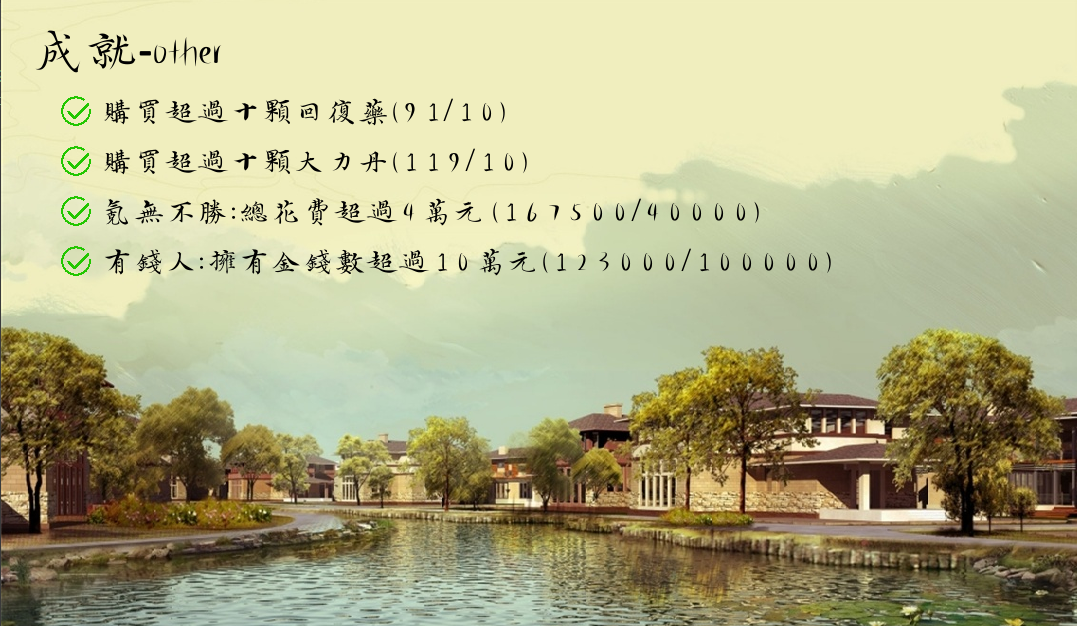 成就-other
購買超過十顆回復藥(91/10)
購買超過十顆大力丹(119/10)
氪無不勝:總花費超過4萬元(167500/40000)
有錢人:擁有金錢數超過10萬元(123000/100000)